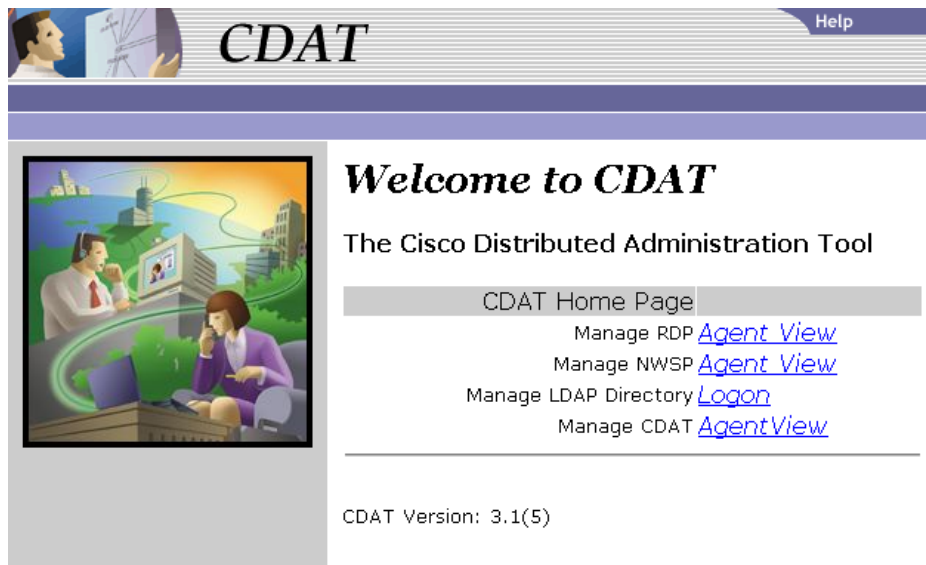 Help
CDAT
Welcome to CDAT
The Cisco Distributed Administration Tool
CDAT Home Page
Manage RDP Agent View
Manage NWSP Agent View
Manage LDAP Directory Logon
Manage CDAT AgentView
CDAT Version: 3.1(5)